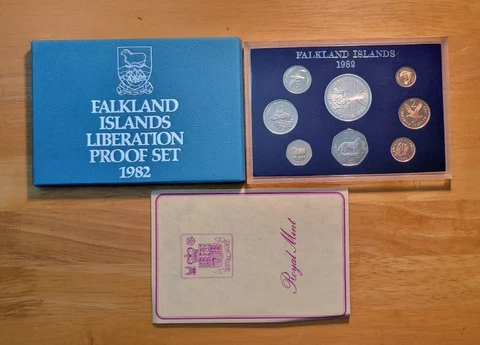 FALKLAND
ISLANDS
LIBERATION
PROOF SET
1982
FALKLAND ISLANDS
1982
Royal Mint